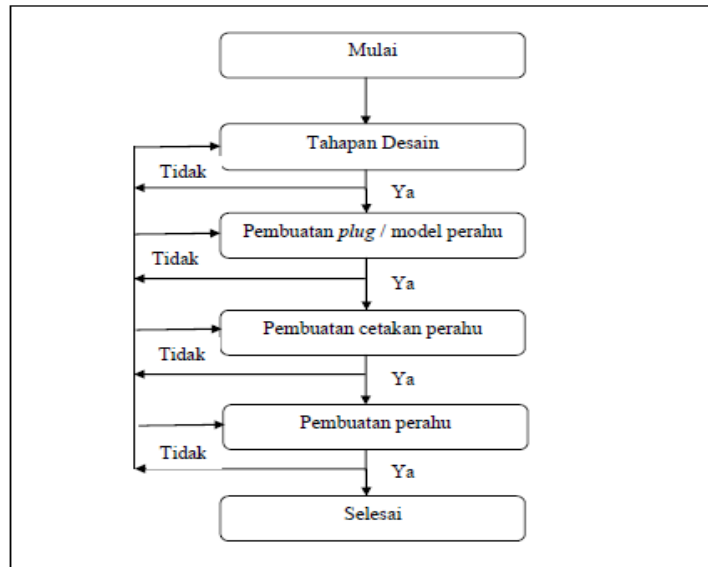 Mulai
Tahapan Desain
Tidak
Ya
Pembuatan plug / model perahu
Tidak
Ya
Pembuatan cetakan perahu
Tidak
Ya
Pembuatan perahu
Tidak
Ya
Selesai